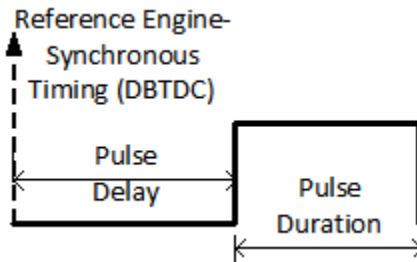 Reference Engine-
Synchronous
Timing (DBTDC)
Pulse
Delay
Pulse
Duration